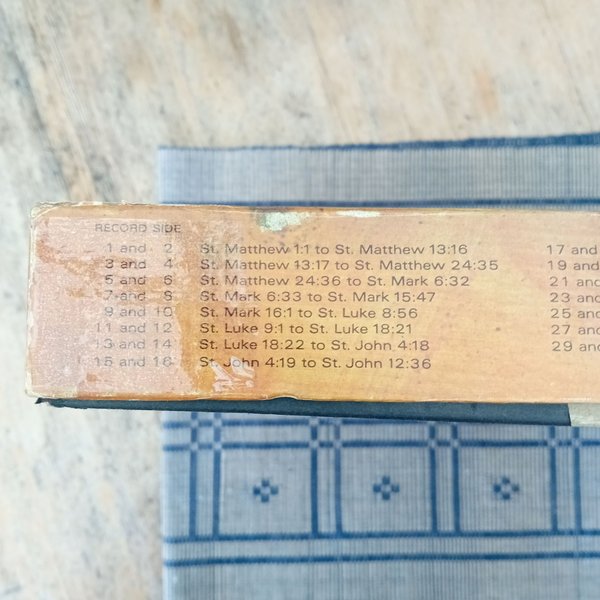 RECORD SIDE
1 and 2 St. Matthew 1:1 to St. Matthew 13:16 17 and
3 and 4 St. Matthew 13:17 to St. Matthew 24:35 19 and
5 and 6 St. Matthew 24:36 to St. Mark 6:32 21 and
7 and 8 St. Mark 6:33 to St. Mark 15:47 23 and
9 and 10 St. Mark 16:1 to St. Luke 8:56 25 and
11 and 12 St. Luke 9:1 to St. Luke 18:21 27 and
13 and 14 St. Luke 18:22 to St. John 4:18 29 and
15 and 16 St. John 4:19 to St. John 12:36